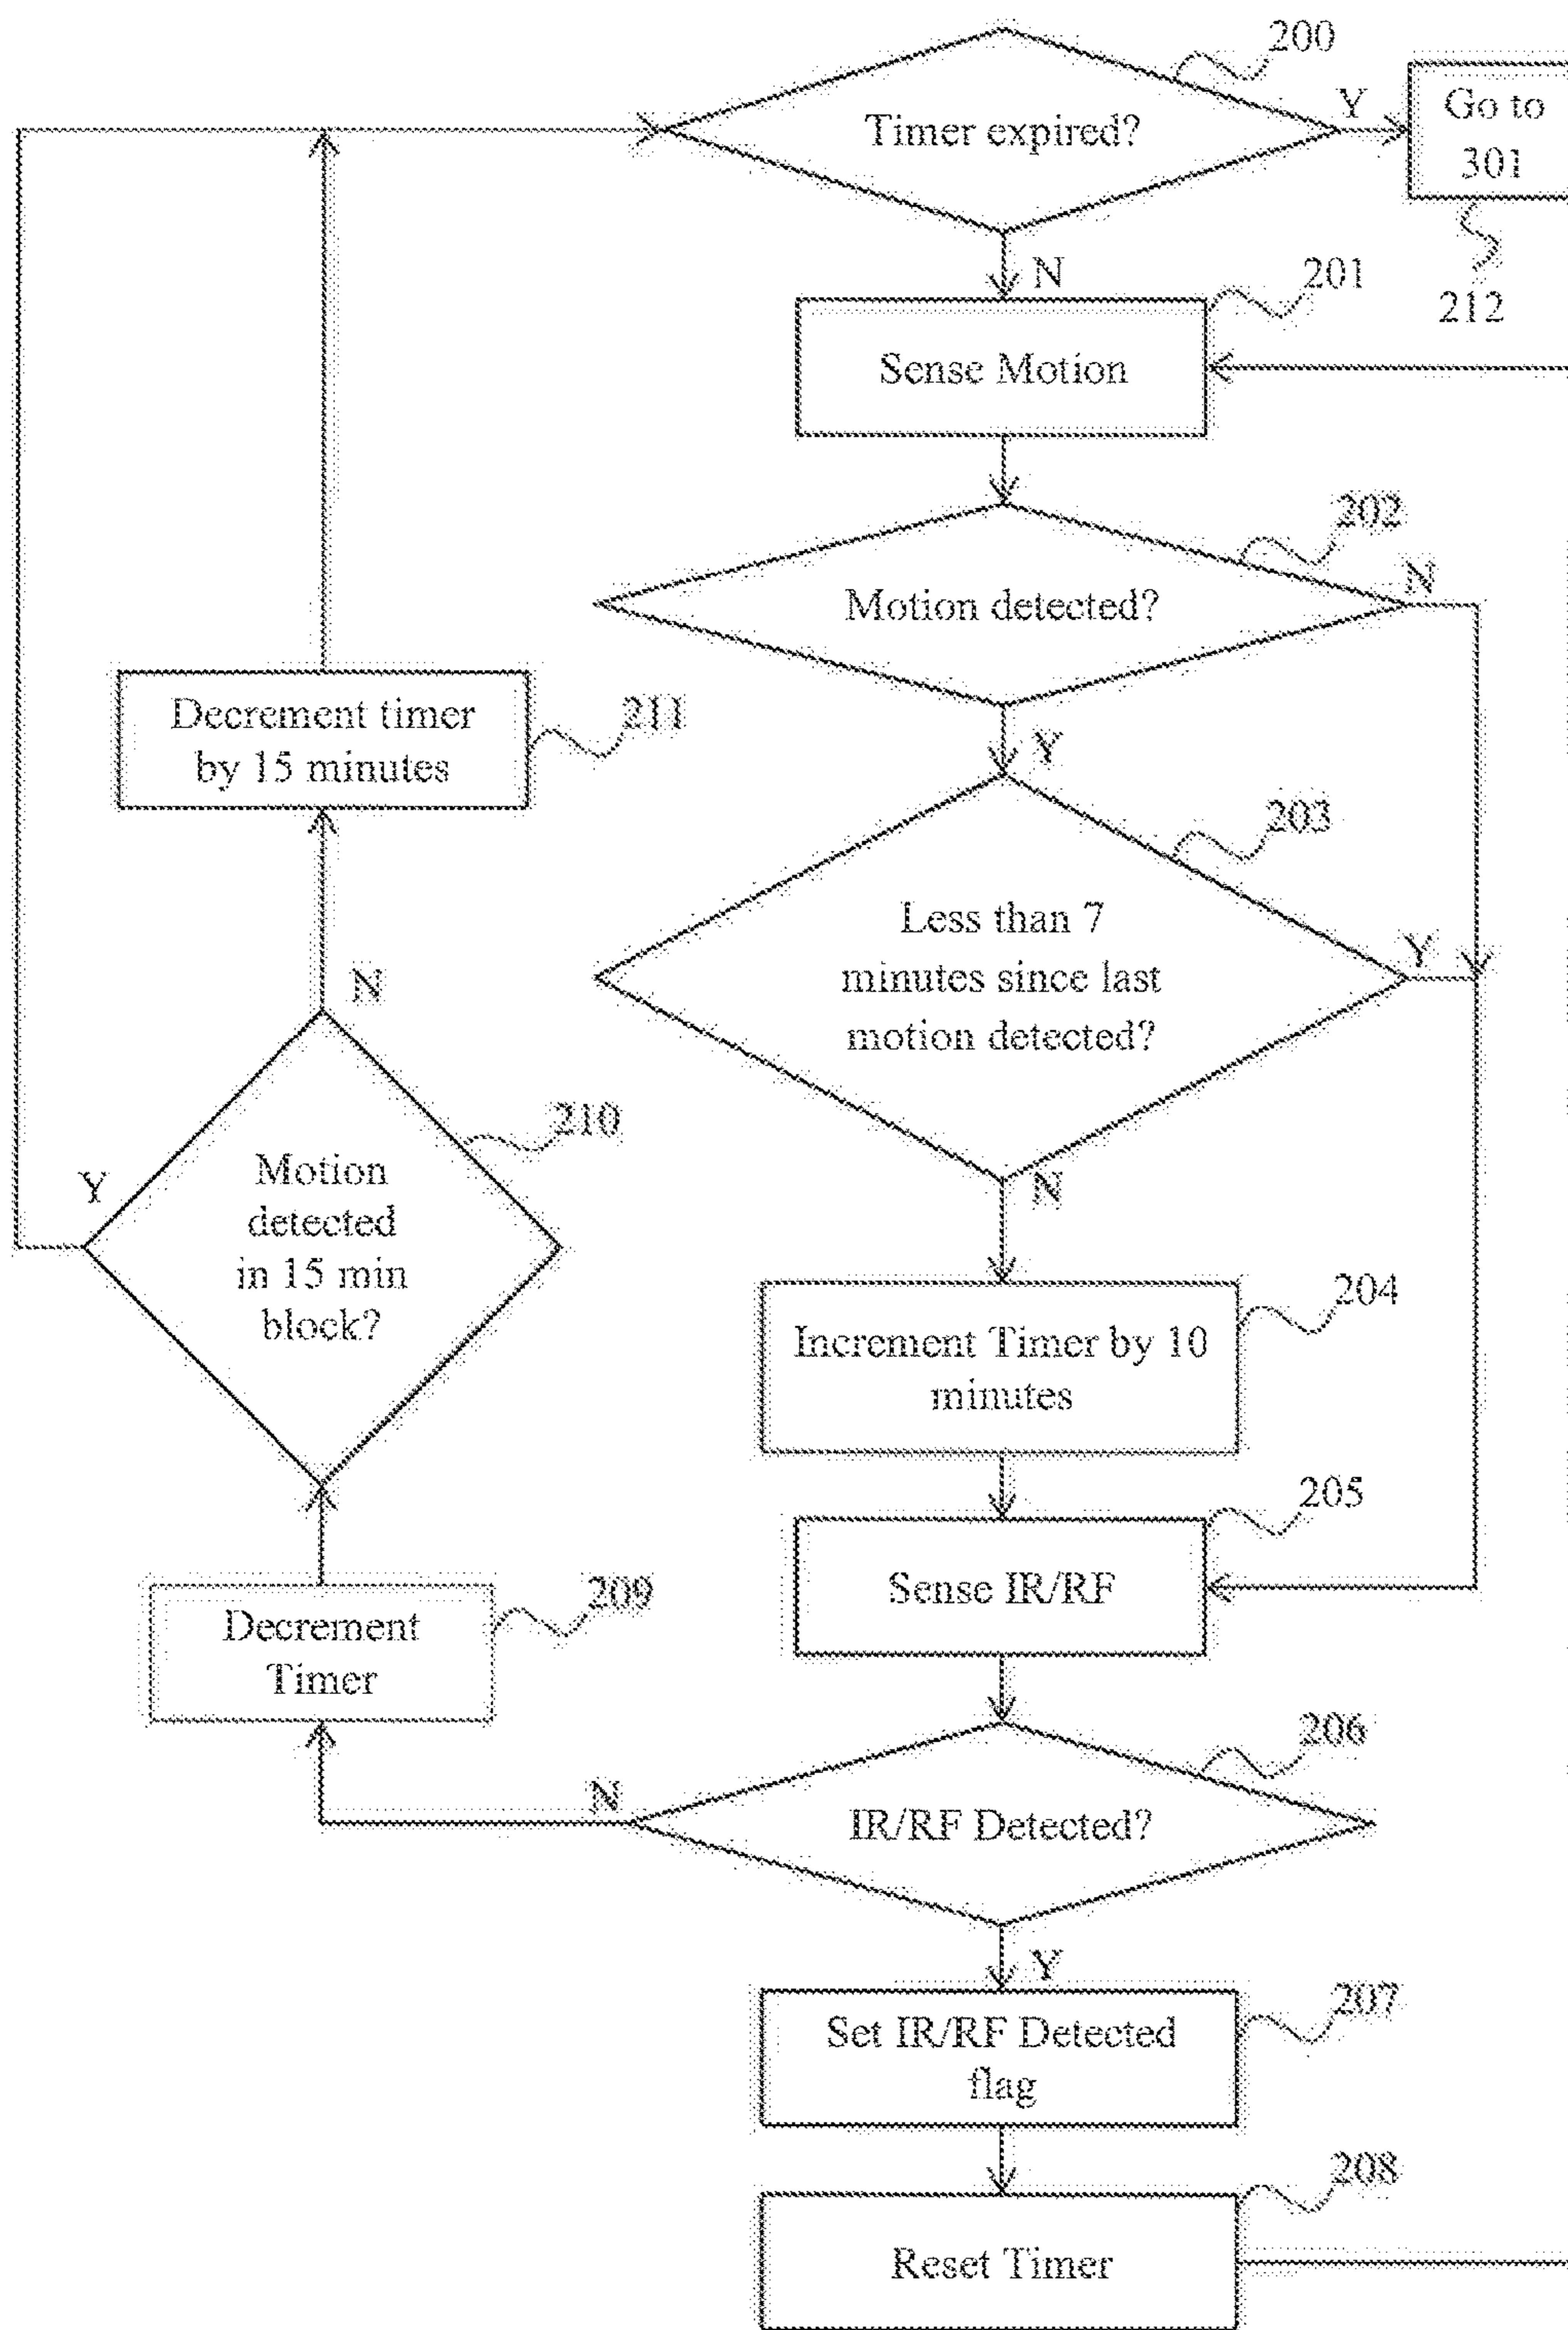 200
Timer expired?
Y
Go to
301
212
N
201
Sense Motion
202
Motion detected?
N
Y
203
Less than 7
minutes since last
motion detected?
Y
N
204
Increment Timer by 10
minutes
205
Sense IR/RF
206
IR/RF Detected?
N
Y
207
Set IR/RF Detected
flag
208
Reset Timer
209
Decrement
Timer
210
Motion
detected
in 15 min
block?
Y
N
211
Decrement timer
by 15 minutes